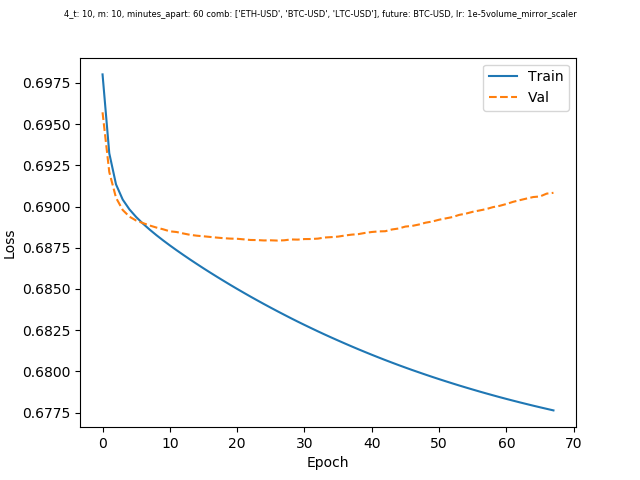 4_t: 10, m: 10, minutes_apart: 60 comb: ['ETH-USD', 'BTC-USD', 'LTC-USD'], future: BTC-USD, lr: 1e-5volume_mirror_scaler
Train
Val
0.6975
0.6950
0.6925
0.6900
0.6875
0.6850
0.6825
0.6800
0.6775
Loss
0 10 20 30 40 50 60 70
Epoch